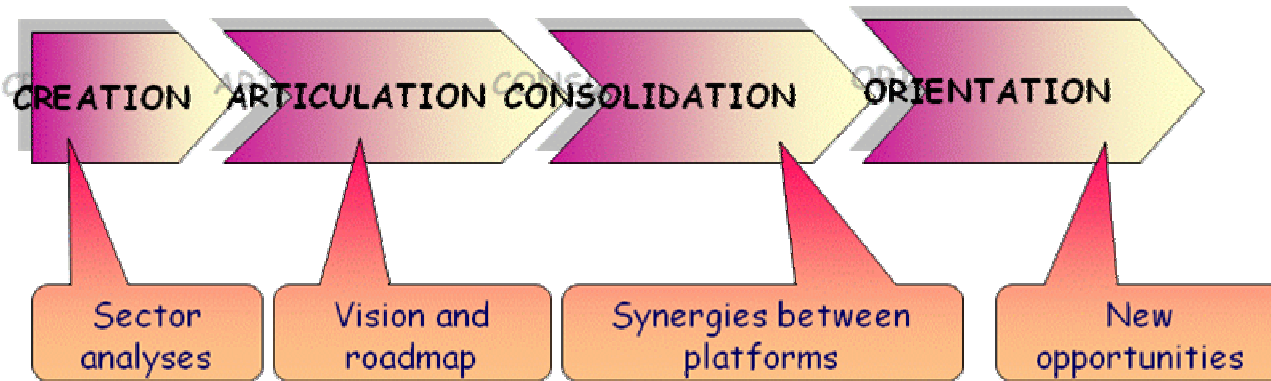 CREATION
ARTICULATION
CONSOLIDATION
ORIENTATION
Sector
analyses
Vision and
roadmap
Synergies between
platforms
New
opportunities